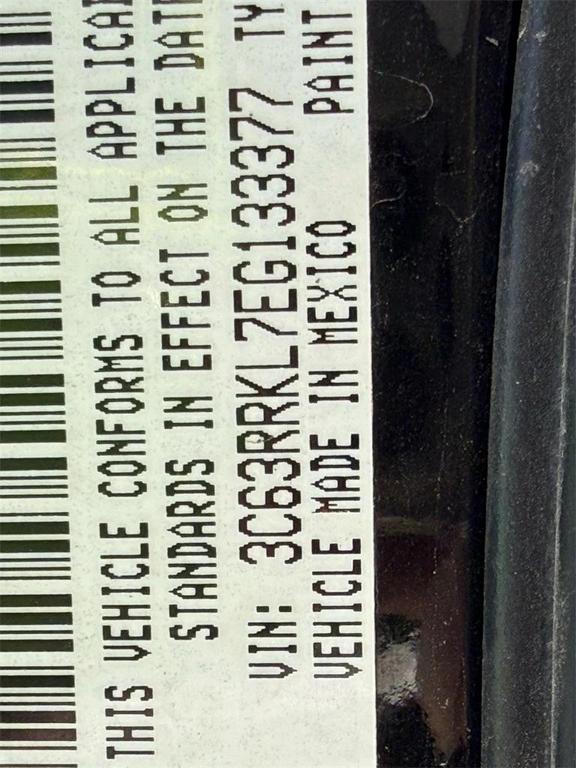 THIS VEHICLE CONFORMS TO ALL APPLICA
STANDARDS IN EFFECT ON THE DAT
VIN: 3C63RRKL7EG133377 TY
VEHICLE MADE IN MEXICO PAINT